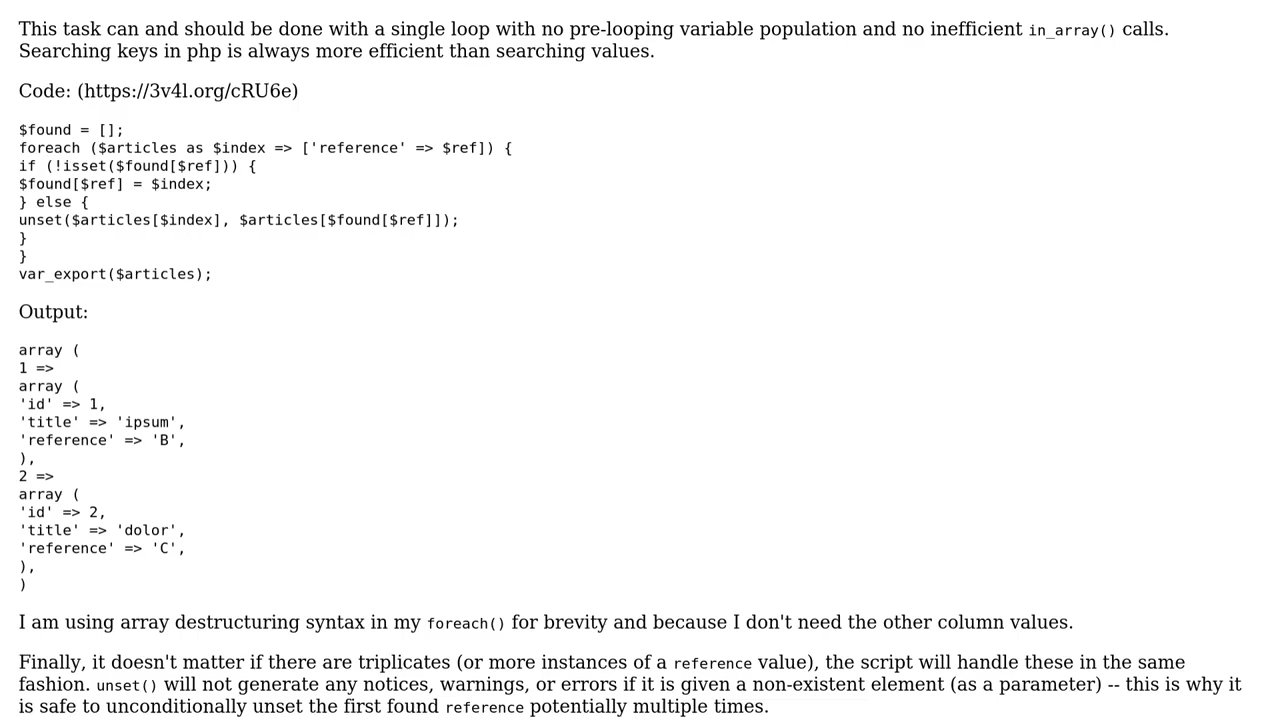 This task can and should be done with a single loop with no pre-looping variable population and no inefficient in_array() calls.
Searching keys in php is always more efficient than searching values.
Code: (https://3v4l.org/cRU6e)
$found = [];
foreach ($articles as $index => ['reference' => $ref]) {
if (!isset($found[$ref])) {
$found[$ref] = $index;
} else {
unset($articles[$index], $articles[$found[$ref]]);
}
}
var_export($articles);
Output:
array (
1 =>
array (
'id' => 1,
'title' => 'ipsum',
'reference' => 'B',
),
2 =>
array (
'id' => 2,
'title' => 'dolor',
'reference' => 'C',
),
)
I am using array destructuring syntax in my foreach() for brevity and because I don't need the other column values.
Finally, it doesn't matter if there are triplicates (or more instances of a reference value), the script will handle these in the same
fashion. unset() will not generate any notices, warnings, or errors if it is given a non-existent element (as a parameter) -- this is why it
is safe to unconditionally unset the first found reference potentially multiple times.